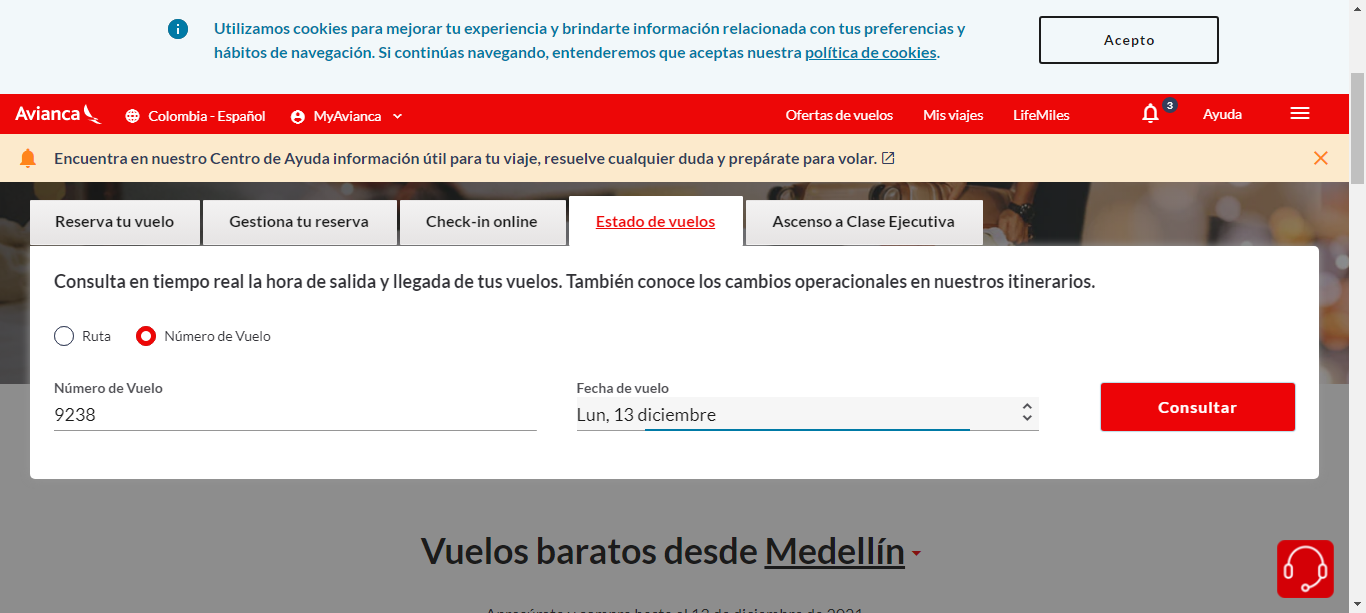 Utilizamos cookies para mejorar tu experiencia y brindarte información relacionada con tus preferencias y
hábitos de navegación. Si continúas navegando, entenderemos que aceptas nuestra política de cookies.
Acepto
Avianca
Colombia - Español
MyAvianca
Ofertas de vuelos
Mis viajes
LifeMiles
3
Ayuda
Encuentra en nuestro Centro de Ayuda información útil para tu viaje, resuelve cualquier duda y prepárate para volar.
Reserva tu vuelo
Gestiona tu reserva
Check-in online
Estado de vuelos
Ascenso a Clase Ejecutiva
Consulta en tiempo real la hora de salida y llegada de tus vuelos. También conoce los cambios operacionales en nuestros itinerarios.
Ruta
Número de Vuelo
Número de Vuelo
9238
Fecha de vuelo
Lun, 13 diciembre
Consultar
Vuelos baratos desde Medellín